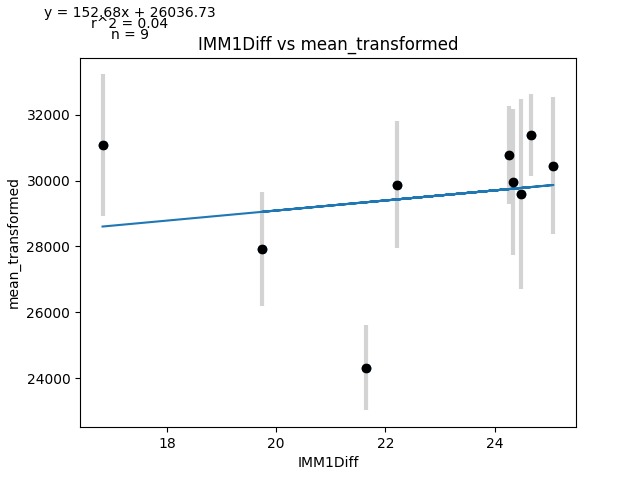 y = 152.68x + 26036.73
r^2 = 0.04
n = 9
IMM1Diff vs mean_transformed
32000
30000
28000
26000
24000
mean_transformed
18
20
22
24
IMM1Diff